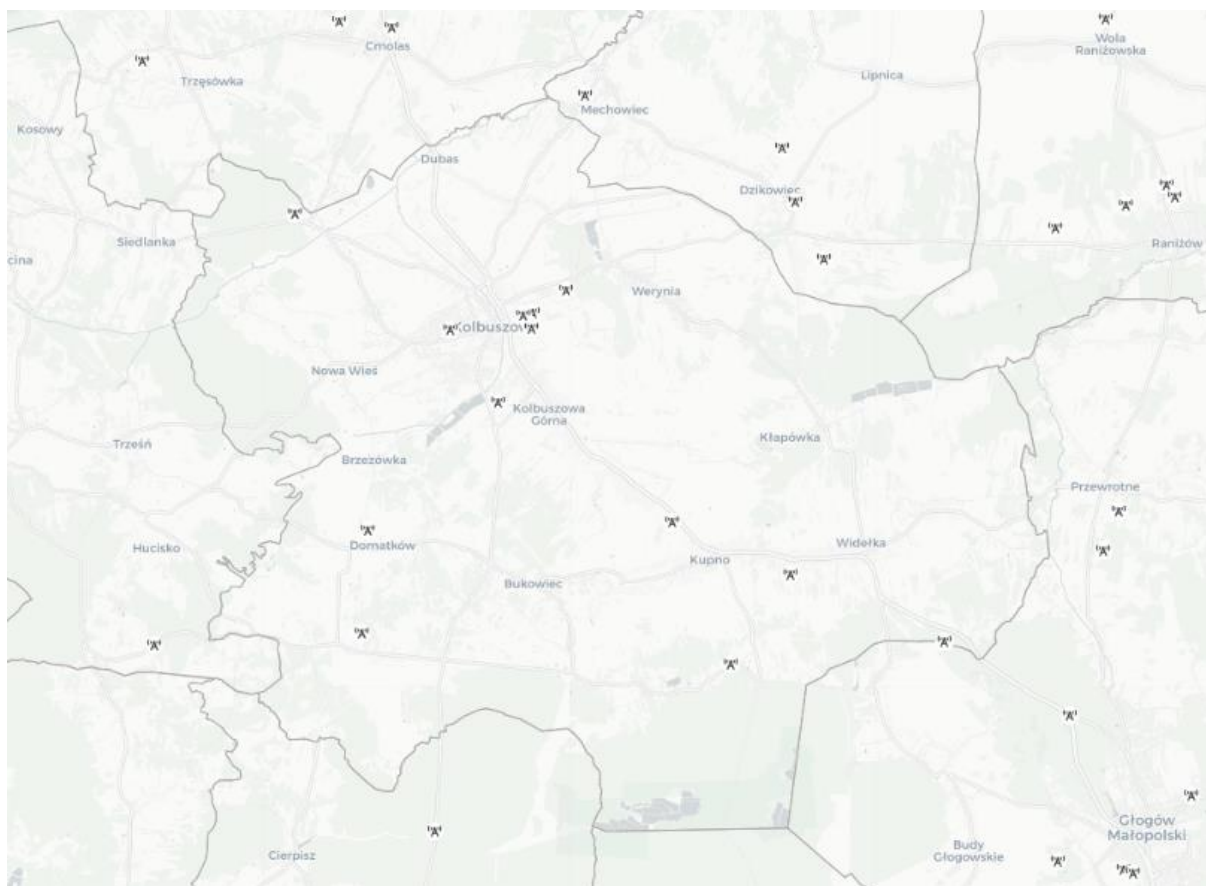 Cmolas
Wola
Raniżowska
Trzęsówka
Lipnica
Mechowiec
Kosowy
Dubas
Dzikowiec
Siedlanka
Raniżów
cina
Werynia
Kolbuszow
Nowa Wieś
Kolbuszowa
Górna
Kłapówka
Trześń
Brzezówka
Przewrotne
Domatków
Hucisko
Widełka
Kupno
Bukowiec
Głogów
Małopolski
Budy
Głogowskie
Cierpisz